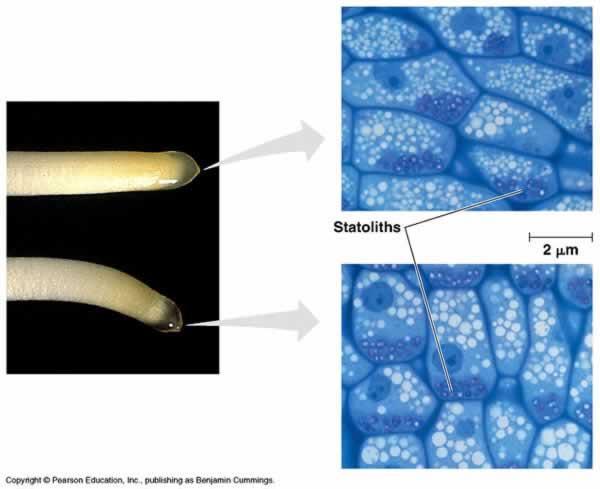 Statoliths
2 μm
Copyright © Pearson Education, Inc., publishing as Benjamin Cummings.